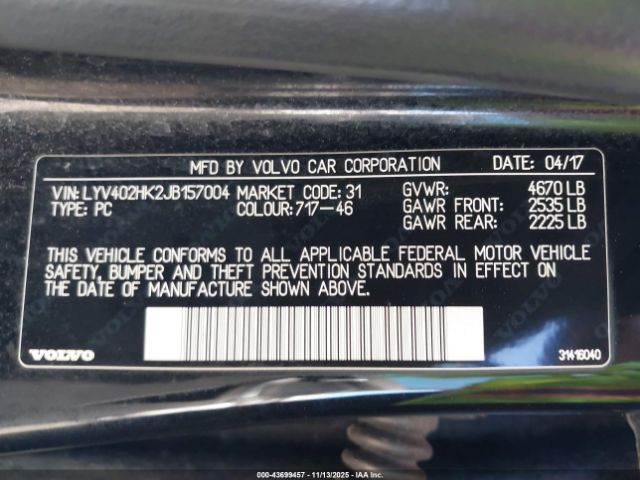 MFD BY VOLVO CAR CORPORATION DATE: 04/17
VIN: LYV402HK2JB157004 MARKET CODE: 31 GVWR: 4670 LB
TYPE: PC COLOUR: 717-46 GAWR FRONT: 2535 LB
GAWR REAR: 2225 LB
THIS VEHICLE CONFORMS TO ALL APPLICABLE FEDERAL MOTOR VEHICLE
SAFETY, BUMPER AND THEFT PREVENTION STANDARDS IN EFFECT ON
THE DATE OF MANUFACTURE SHOWN ABOVE.
VOLVO 31416040
000-43699457 - 11/13/2025 - COPYRIGHT IAA, LLC